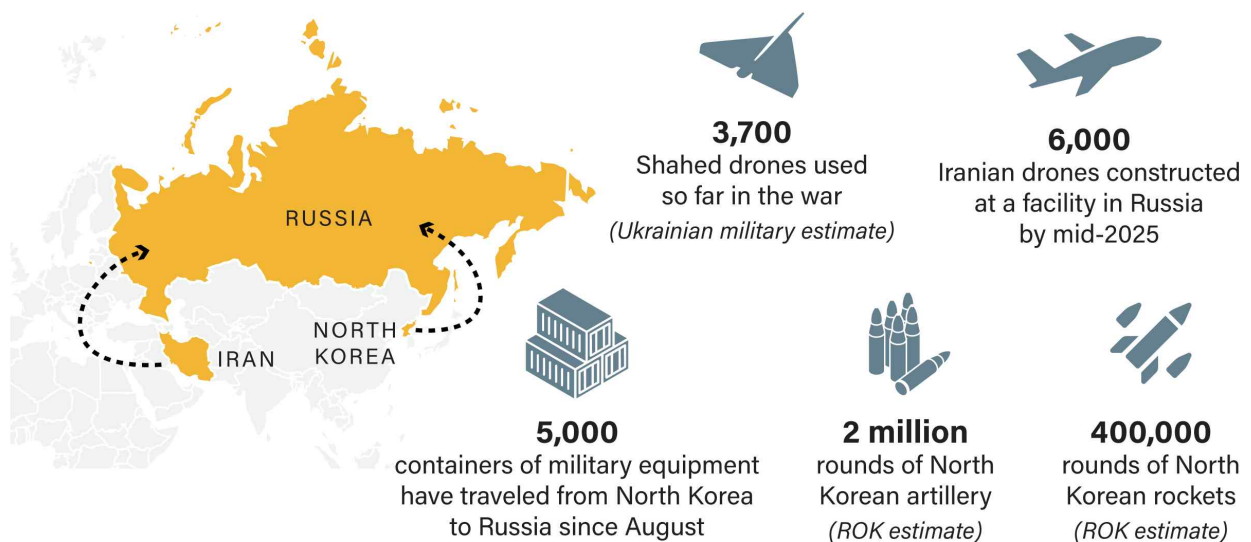 RUSSIA
IRAN
NORTH
KOREA
3,700
Shahed drones used
so far in the war
(Ukrainian military estimate)
6,000
Iranian drones constructed
at a facility in Russia
by mid-2025
5,000
containers of military equipment
have traveled from North Korea
to Russia since August
2 million
rounds of North
Korean artillery
(ROK estimate)
400,000
rounds of North
Korean rockets
(ROK estimate)